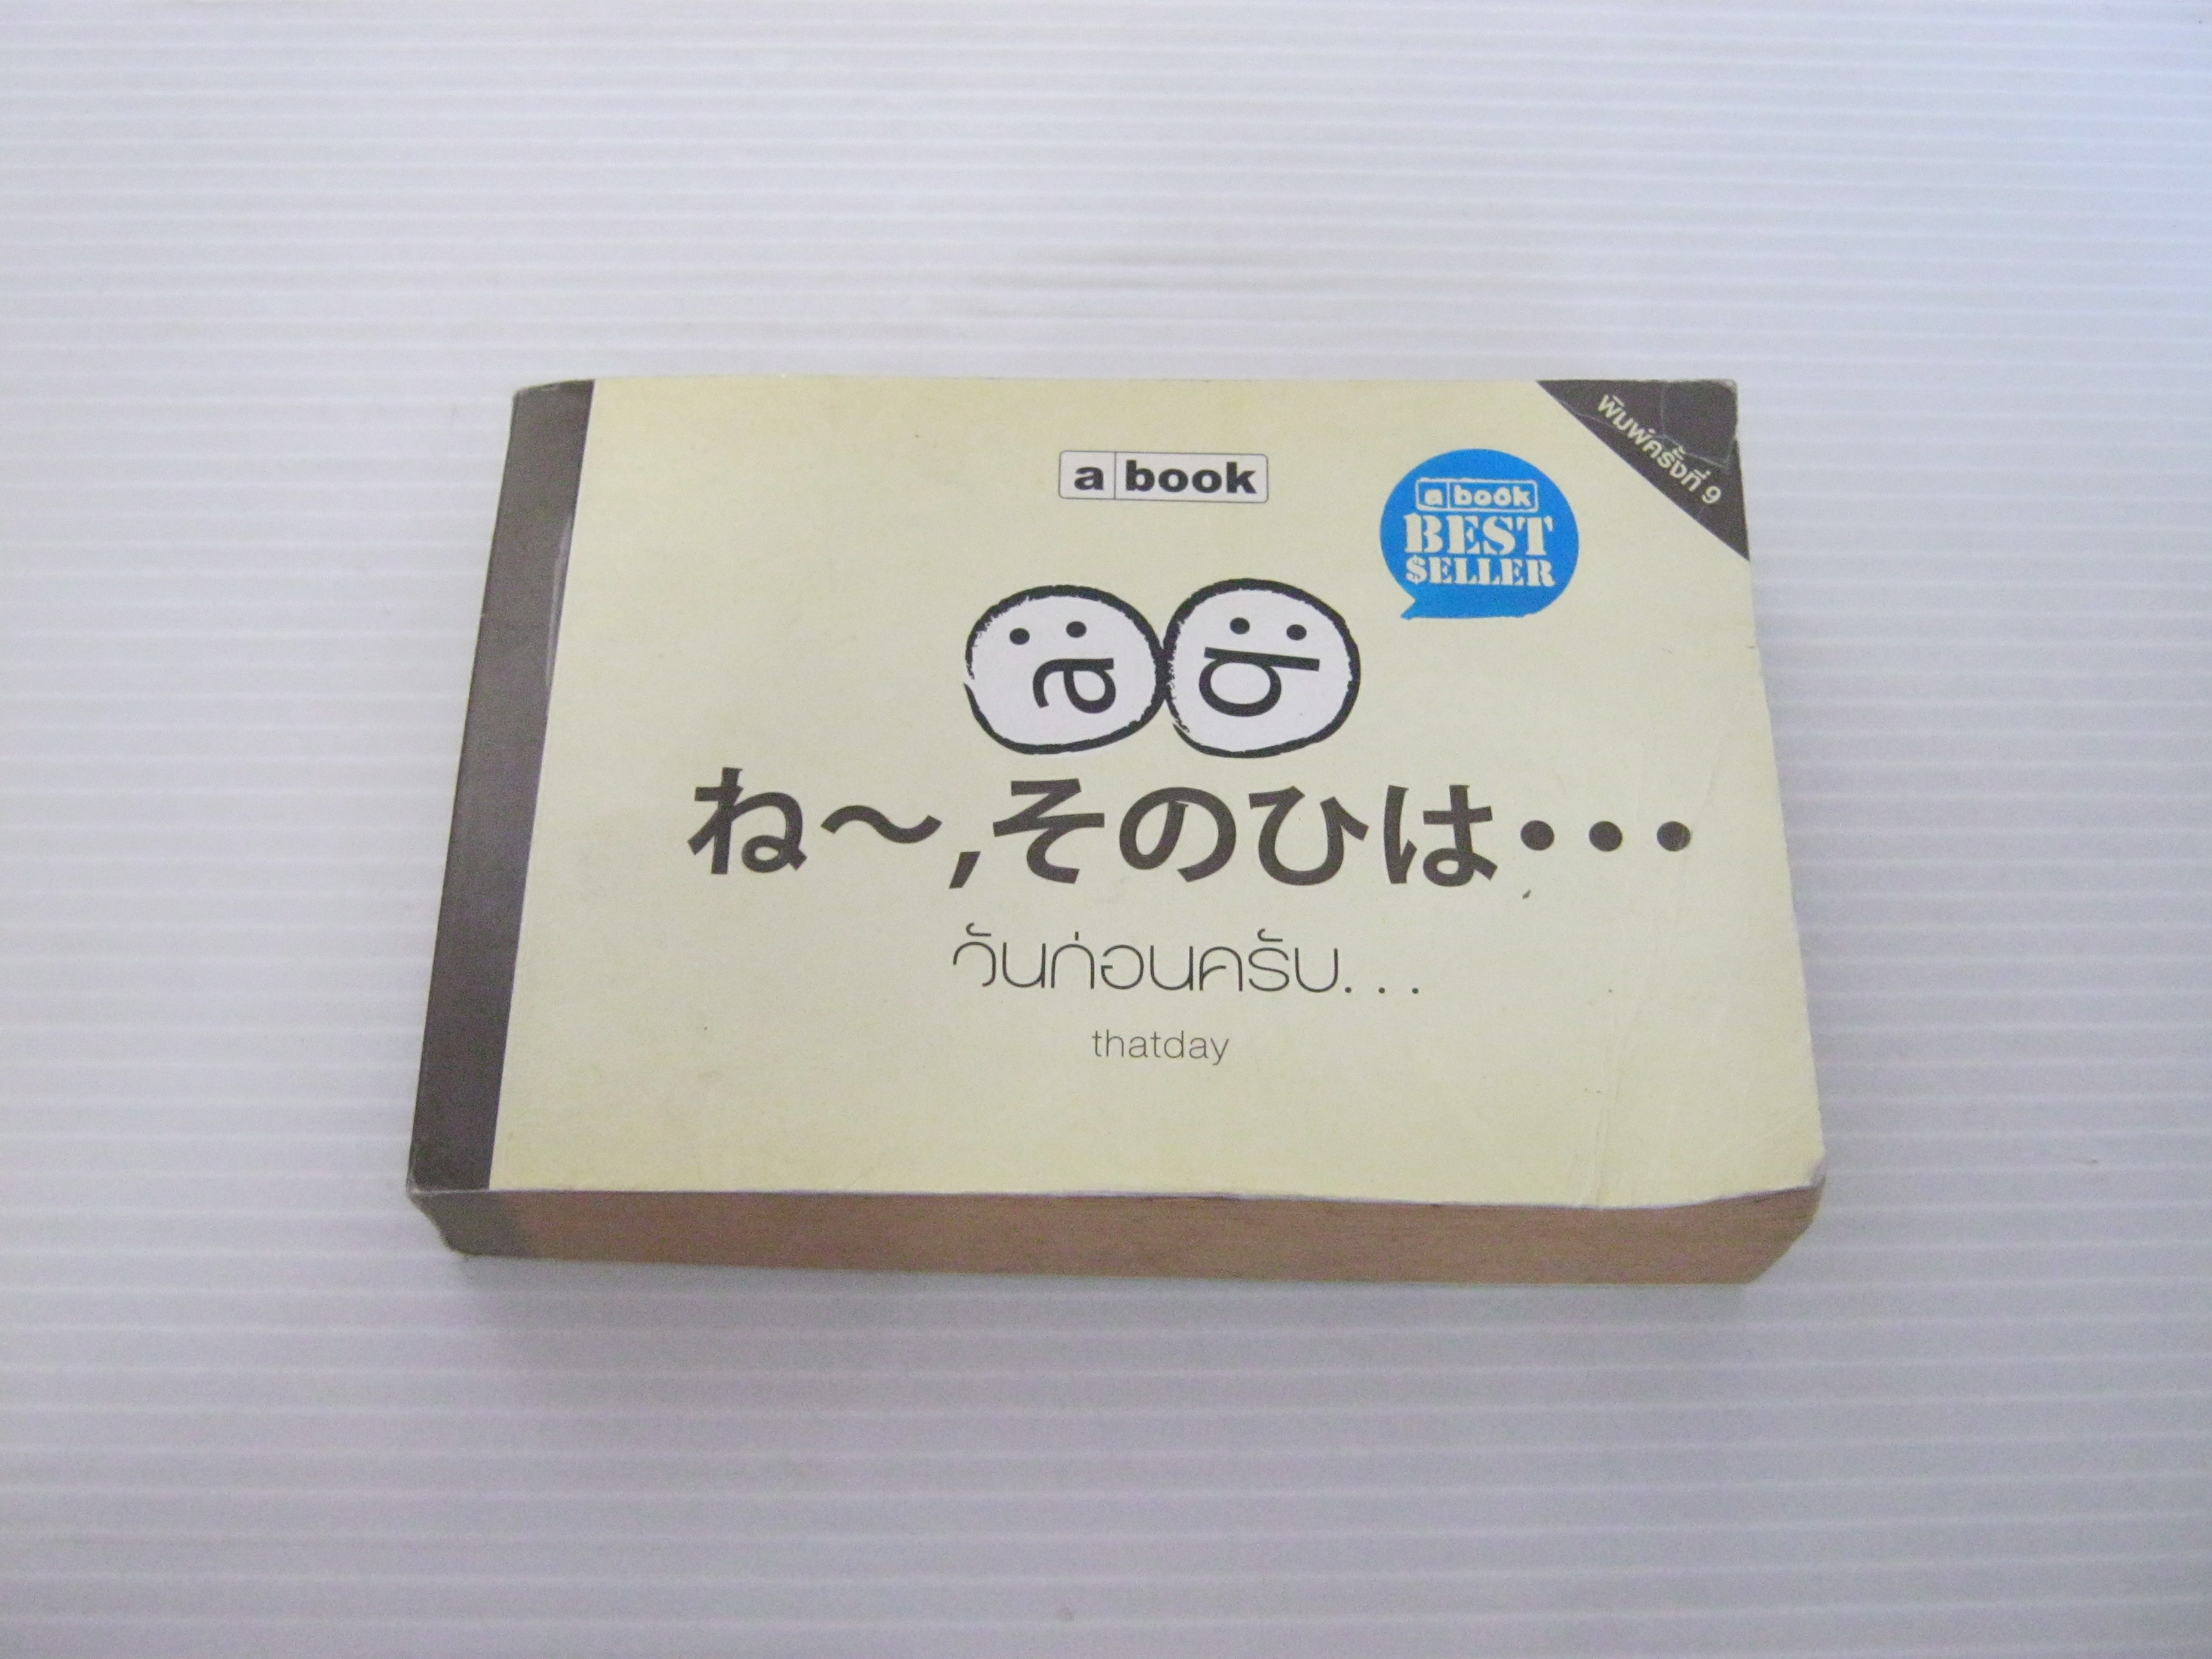 a book
พิมพ์ครั้งที่ 9
a book
BEST
$ELLER
a q
ね～,そのひは・・・
วันก่อนครับ...
thatday